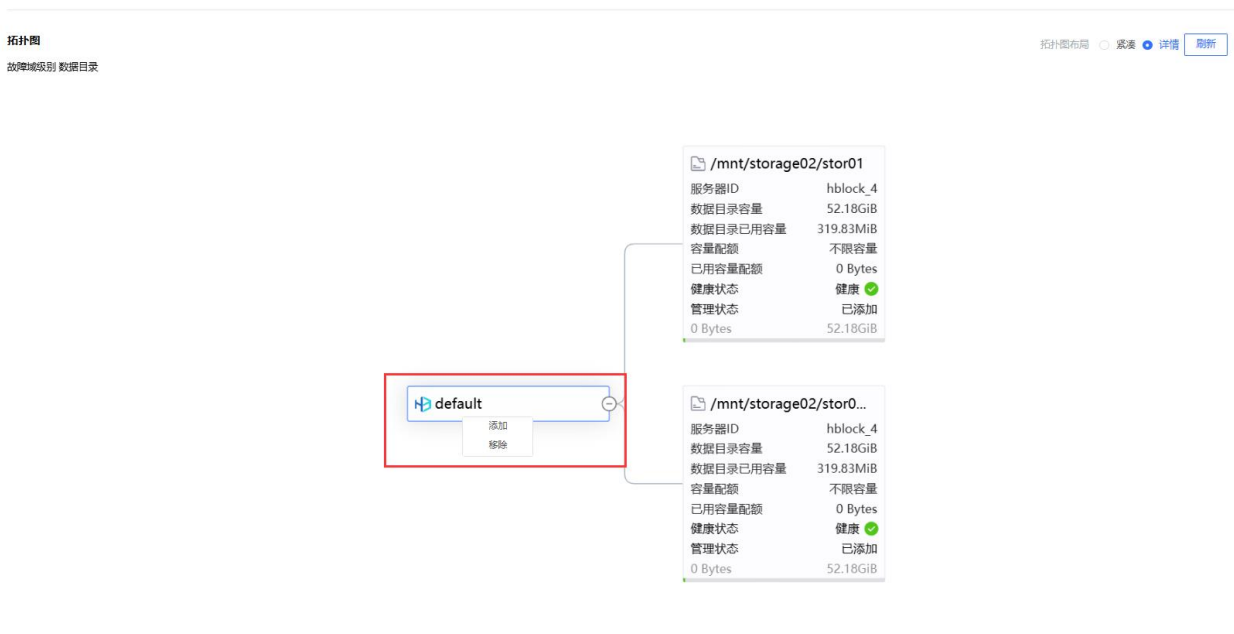 拓扑图
拓扑图布局 紧凑 详情 刷新
故障域级别 数据目录
/mnt/storage02/stor01
服务器ID hblock_4
数据目录容量 52.18GiB
数据目录已用容量 319.83MiB
容量配额 不限容量
已用容量配额 0 Bytes
健康状态 健康
管理状态 已添加
0 Bytes 52.18GiB
default
添加
移除
/mnt/storage02/stor0...
服务器ID hblock_4
数据目录容量 52.18GiB
数据目录已用容量 319.83MiB
容量配额 不限容量
已用容量配额 0 Bytes
健康状态 健康
管理状态 已添加
0 Bytes 52.18GiB